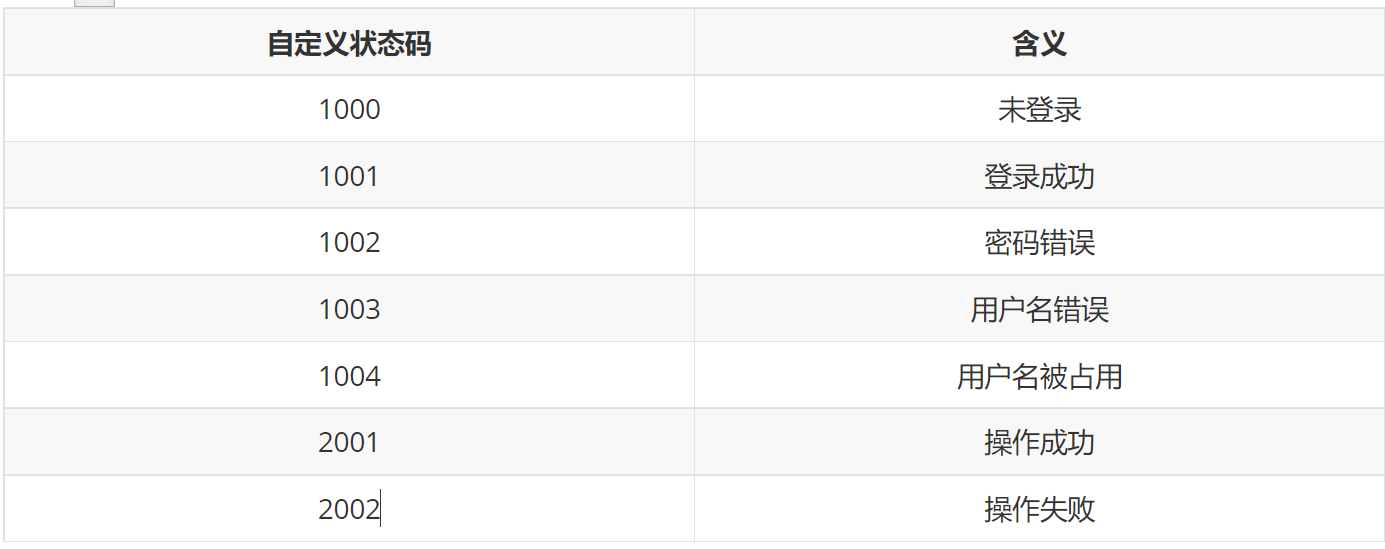 自定义状态码 含义
1000 未登录
1001 登录成功
1002 密码错误
1003 用户名错误
1004 用户名被占用
2001 操作成功
2002 操作失败